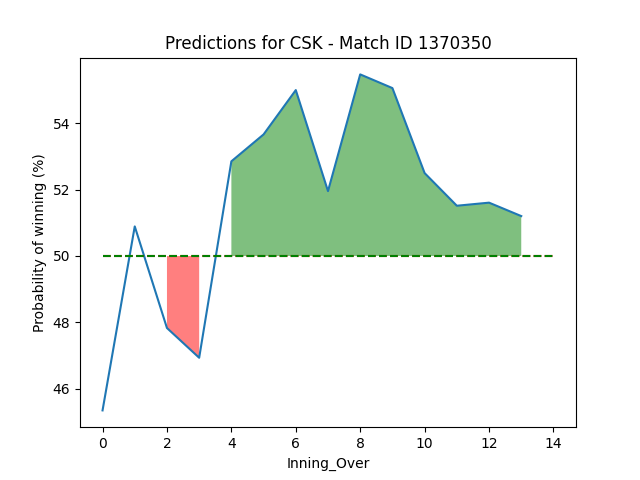 Predictions for CSK - Match ID 1370350
Probability of winning (%)
54
52
50
48
46
0 2 4 6 8 10 12 14
Inning_Over